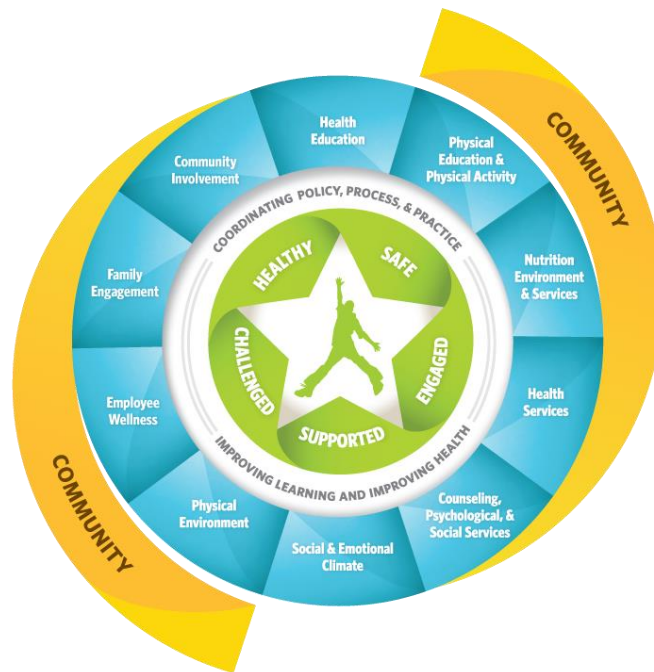 COMMUNITY
Health
Education
Physical
Education &
Physical Activity
Nutrition
Environment
& Services
Health
Services
Counseling,
Psychological, &
Social Services
Social & Emotional
Climate
Physical
Environment
Employee
Wellness
Family
Engagement
Community
Involvement
COORDINATING POLICY, PROCESS, & PRACTICE
IMPROVING LEARNING AND IMPROVING HEALTH
HEALTHY
SAFE
ENGAGED
SUPPORTED
CHALLENGED
COMMUNITY